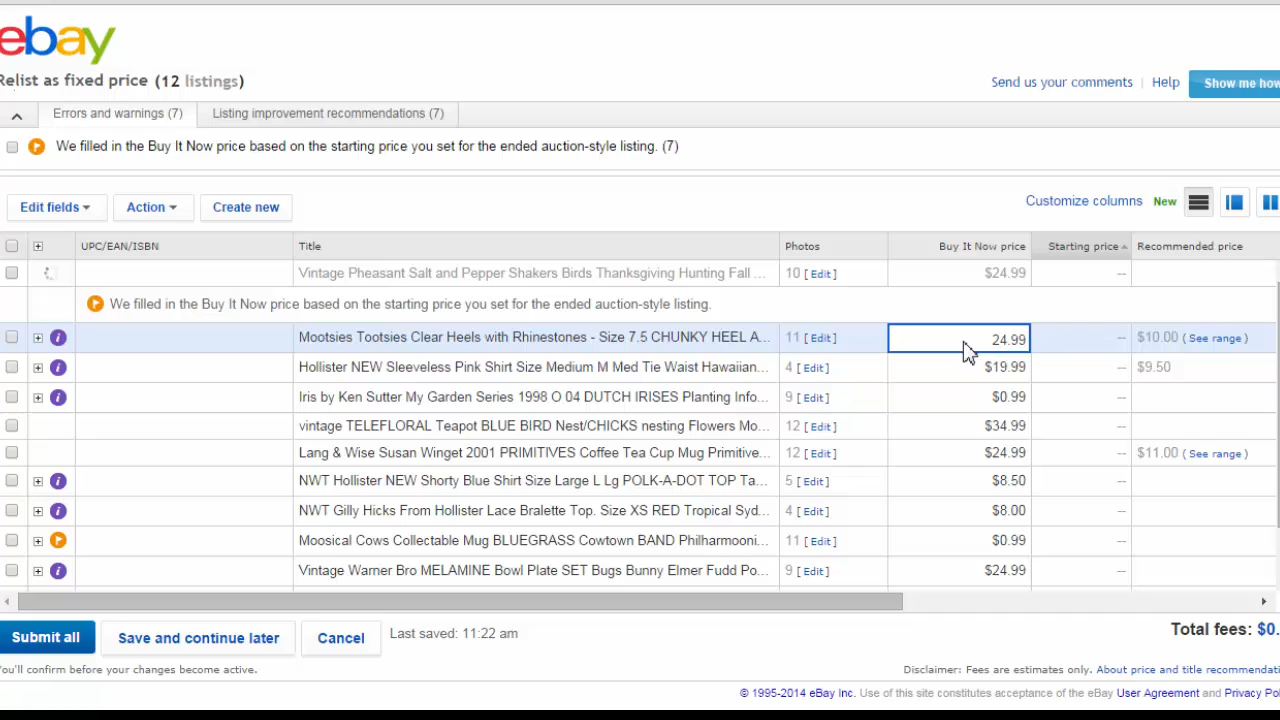 ebay
Relist as fixed price (12 listings)
Send us your comments | Help Show me how
Errors and warnings (7) Listing improvement recommendations (7)
We filled in the Buy It Now price based on the starting price you set for the ended auction-style listing. (7)
Edit fields Action Create new Customize columns New
UPC/EAN/ISBN Title Photos Buy It Now price Starting price Recommended price
Vintage Pheasant Salt and Pepper Shakers Birds Thanksgiving Hunting Fall ... 10 [ Edit ] $24.99 --
We filled in the Buy It Now price based on the starting price you set for the ended auction-style listing.
Mootsies Tootsies Clear Heels with Rhinestones - Size 7.5 CHUNKY HEEL A... 11 [ Edit ] 24.99 -- $10.00 ( See range )
Hollister NEW Sleeveless Pink Shirt Size Medium M Med Tie Waist Hawaiian... 4 [ Edit ] $19.99 -- $9.50
Iris by Ken Sutter My Garden Series 1998 O 04 DUTCH IRISES Planting Info... 9 [ Edit ] $0.99 --
vintage TELEFLORAL Teapot BLUE BIRD Nest/CHICKS nesting Flowers Mo... 12 [ Edit ] $34.99 --
Lang & Wise Susan Winget 2001 PRIMITIVES Coffee Tea Cup Mug Primitive... 12 [ Edit ] $24.99 -- $11.00 ( See range )
NWT Hollister NEW Shorty Blue Shirt Size Large L Lg POLK-A-DOT TOP Ta... 5 [ Edit ] $8.50 --
NWT Gilly Hicks From Hollister Lace Bralette Top. Size XS RED Tropical Syd... 4 [ Edit ] $8.00 --
Moosical Cows Collectable Mug BLUEGRASS Cowtown BAND Philharmooni... 11 [ Edit ] $0.99 --
Vintage Warner Bro MELAMINE Bowl Plate SET Bugs Bunny Elmer Fudd Po... 9 [ Edit ] $24.99 --
Submit all Save and continue later Cancel Last saved: 11:22 am Total fees: $0.
You'll confirm before your changes become active. Disclaimer: Fees are estimates only. About price and title recommendati
© 1995-2014 eBay Inc. Use of this site constitutes acceptance of the eBay User Agreement and Privacy Pol